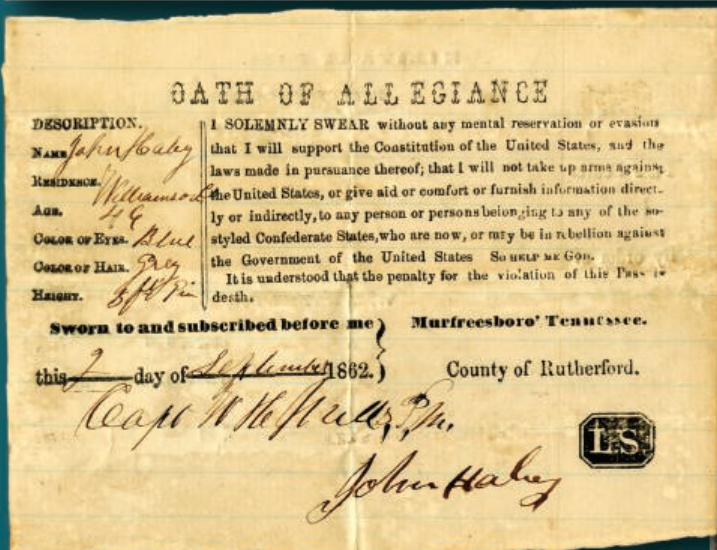 OATH OF ALLEGIANCE
DESCRIPTION.
NAME John Haley
RESIDENCE. Williamson Co
AGE. 46
COLOR OF EYES. Blue
COLOR OF HAIR. Grey
HEIGHT. 5 ft in
I SOLEMNLY SWEAR without any mental reservation or evasion
that I will support the Constitution of the United States, and the
laws made in pursuance thereof; that I will not take up arms against
the United States, or give aid or comfort or furnish information direct-
ly or indirectly, to any person or persons belonging to any of the so-
styled Confederate States, who are now, or may be in rebellion against
the Government of the United States SO HELP ME GOD.
It is understood that the penalty for the violation of this Pass is
death.
Sworn to and subscribed before me
this 2 day of September 1862.
Murfreesboro' Tennessee.
County of Rutherford.
Capt W H P.M.
L S
John Haley